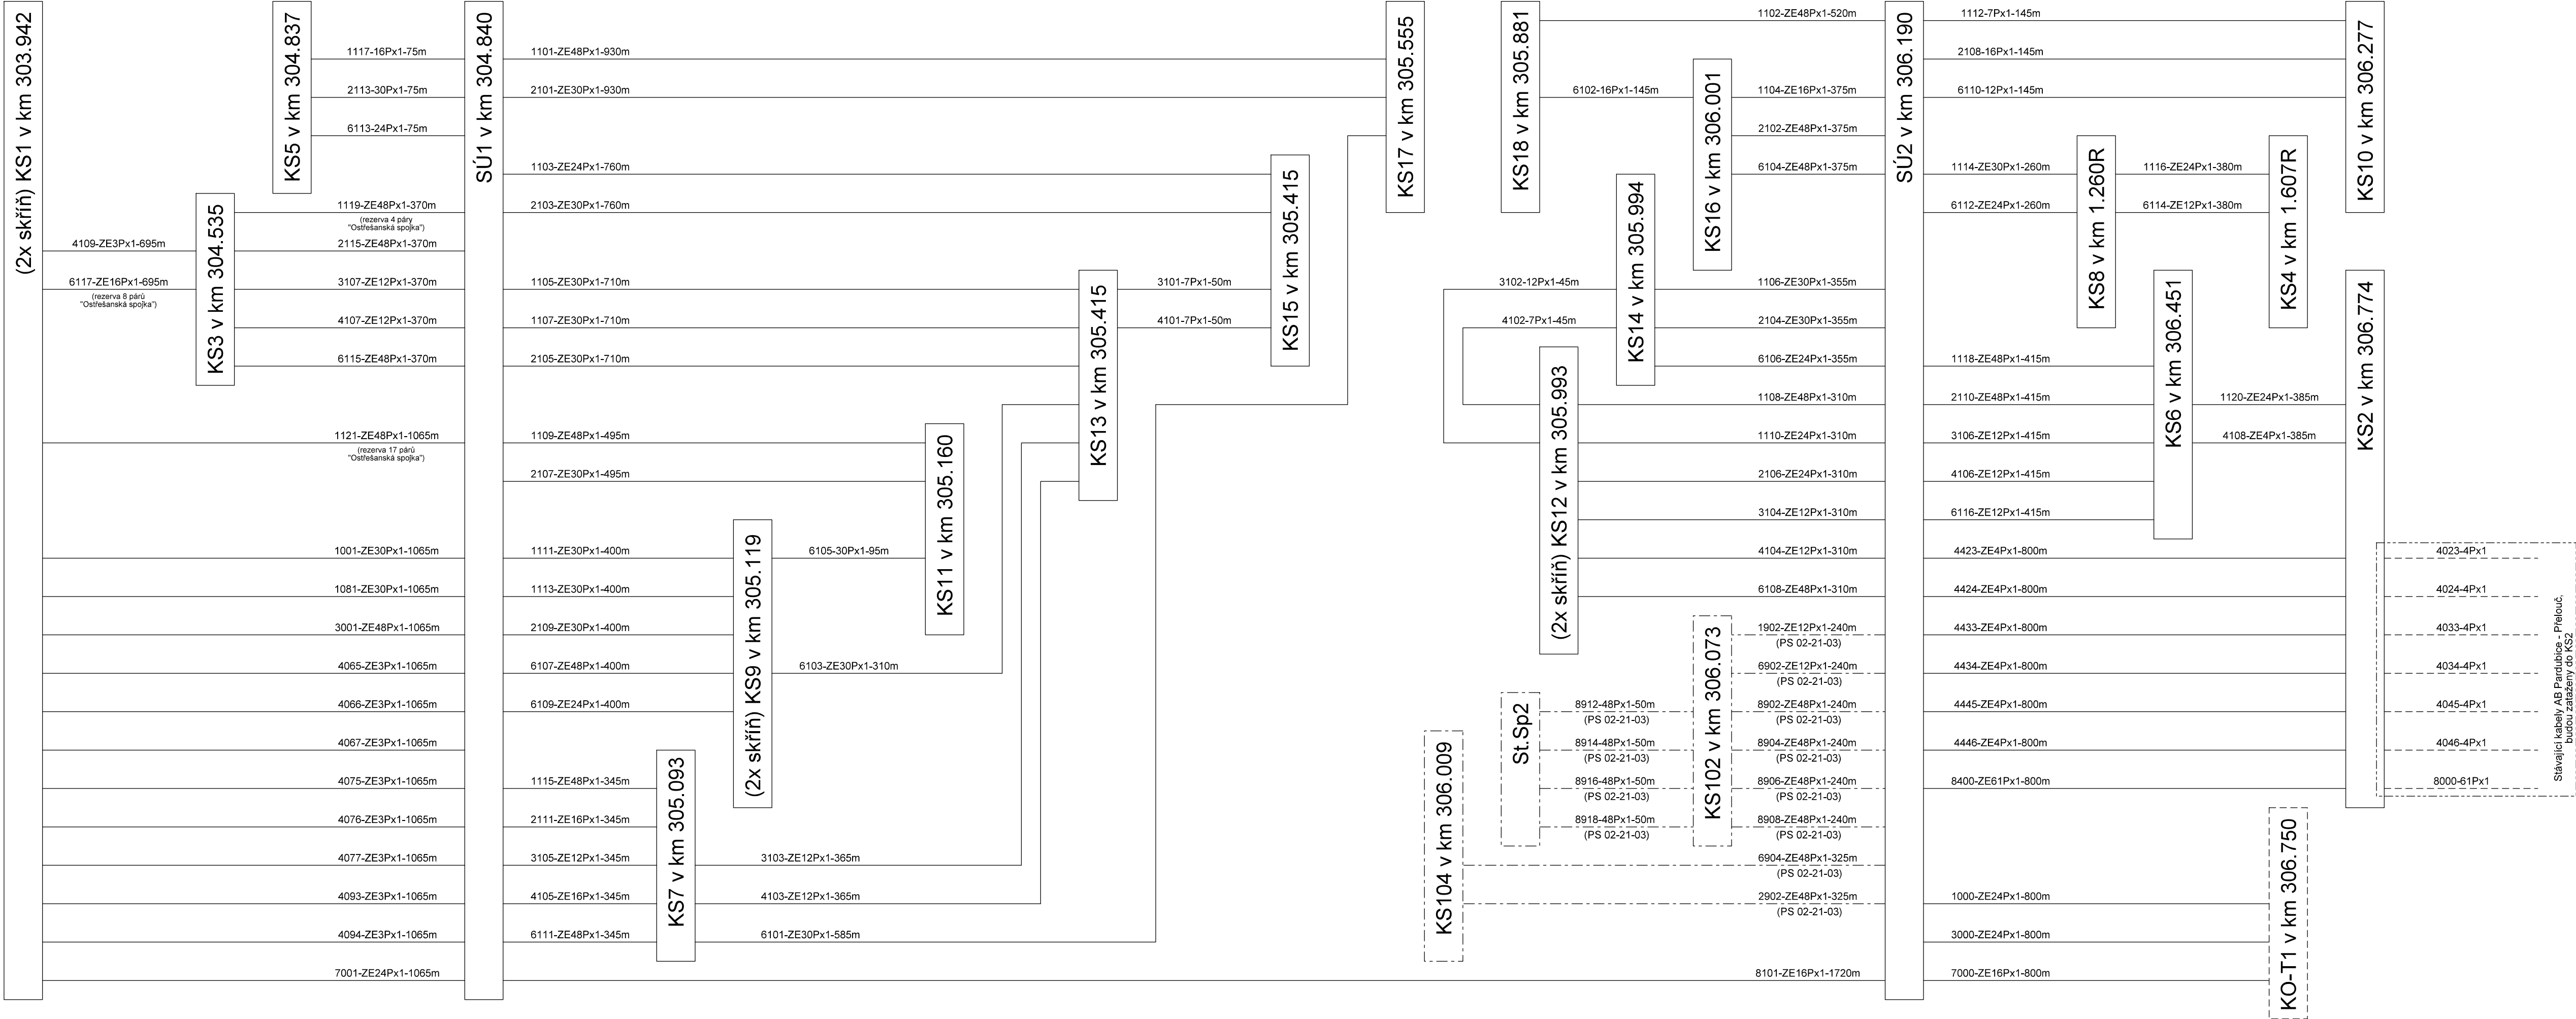 (2x skříň) KS1 v km 303.942
4109-ZE3Px1-695m
6117-ZE16Px1-695m
(rezerva 8 párů
"Ostřešanská spojka")
KS3 v km 304.535
KS5 v km 304.837
1117-16Px1-75m
2113-30Px1-75m
6113-24Px1-75m
1119-ZE48Px1-370m
(rezerva 4 páry
"Ostřešanská spojka")
2115-ZE48Px1-370m
3107-ZE12Px1-370m
4107-ZE12Px1-370m
6115-ZE48Px1-370m
1121-ZE48Px1-1065m
(rezerva 17 párů
"Ostřešanská spojka")
1001-ZE30Px1-1065m
1081-ZE30Px1-1065m
3001-ZE48Px1-1065m
4065-ZE3Px1-1065m
4066-ZE3Px1-1065m
4067-ZE3Px1-1065m
4075-ZE3Px1-1065m
4076-ZE3Px1-1065m
4077-ZE3Px1-1065m
4093-ZE3Px1-1065m
4094-ZE3Px1-1065m
7001-ZE24Px1-1065m
SÚ1 v km 304.840
1101-ZE48Px1-930m
2101-ZE30Px1-930m
1103-ZE24Px1-760m
2103-ZE30Px1-760m
1105-ZE30Px1-710m
1107-ZE30Px1-710m
2105-ZE30Px1-710m
1109-ZE48Px1-495m
2107-ZE30Px1-495m
1111-ZE30Px1-400m
1113-ZE30Px1-400m
2109-ZE30Px1-400m
6107-ZE48Px1-400m
6109-ZE24Px1-400m
1115-ZE48Px1-345m
2111-ZE16Px1-345m
3105-ZE12Px1-345m
4105-ZE16Px1-345m
6111-ZE48Px1-345m
KS7 v km 305.093
(2x skříň) KS9 v km 305.119
6105-30Px1-95m
6103-ZE30Px1-310m
3103-ZE12Px1-365m
4103-ZE12Px1-365m
6101-ZE30Px1-585m
KS11 v km 305.160
KS13 v km 305.415
3101-7Px1-50m
4101-7Px1-50m
KS15 v km 305.415
KS17 v km 305.555
KS18 v km 305.881
6102-16Px1-145m
3102-12Px1-45m
4102-7Px1-45m
(2x skříň) KS12 v km 305.993
KS14 v km 305.994
KS16 v km 306.001
KS104 v km 306.009
St.Sp2
8912-48Px1-50m
(PS 02-21-03)
8914-48Px1-50m
(PS 02-21-03)
8916-48Px1-50m
(PS 02-21-03)
8918-48Px1-50m
(PS 02-21-03)
KS102 v km 306.073
1102-ZE48Px1-520m
1104-ZE16Px1-375m
2102-ZE48Px1-375m
6104-ZE48Px1-375m
1106-ZE30Px1-355m
2104-ZE30Px1-355m
6106-ZE24Px1-355m
1108-ZE48Px1-310m
1110-ZE24Px1-310m
2106-ZE24Px1-310m
3104-ZE12Px1-310m
4104-ZE12Px1-310m
6108-ZE48Px1-310m
1902-ZE12Px1-240m
(PS 02-21-03)
6902-ZE12Px1-240m
(PS 02-21-03)
8902-ZE48Px1-240m
(PS 02-21-03)
8904-ZE48Px1-240m
(PS 02-21-03)
8906-ZE48Px1-240m
(PS 02-21-03)
8908-ZE48Px1-240m
(PS 02-21-03)
6904-ZE48Px1-325m
(PS 02-21-03)
2902-ZE48Px1-325m
(PS 02-21-03)
8101-ZE16Px1-1720m
SÚ2 v km 306.190
1112-7Px1-145m
2108-16Px1-145m
6110-12Px1-145m
1114-ZE30Px1-260m
6112-ZE24Px1-260m
1118-ZE48Px1-415m
2110-ZE48Px1-415m
3106-ZE12Px1-415m
4106-ZE12Px1-415m
6116-ZE12Px1-415m
4423-ZE4Px1-800m
4424-ZE4Px1-800m
4433-ZE4Px1-800m
4434-ZE4Px1-800m
4445-ZE4Px1-800m
4446-ZE4Px1-800m
8400-ZE61Px1-800m
1000-ZE24Px1-800m
3000-ZE24Px1-800m
7000-ZE16Px1-800m
KS8 v km 1.260R
1116-ZE24Px1-380m
6114-ZE12Px1-380m
KS4 v km 1.607R
KS10 v km 306.277
KS6 v km 306.451
1120-ZE24Px1-385m
4108-ZE4Px1-385m
KS2 v km 306.774
KO-T1 v km 306.750
4023-4Px1
4024-4Px1
4033-4Px1
4034-4Px1
4045-4Px1
4046-4Px1
8000-61Px1
Stávající kabely AB Pardubice - Přelouč,
budou zataženy do KS2